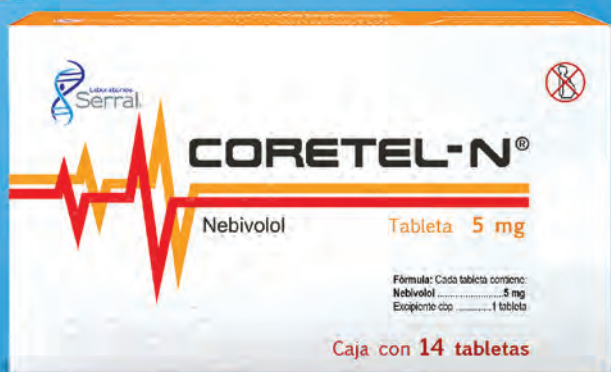 Laboratorios
Serral.
CORETEL-N®
Nebivolol
Tableta 5 mg
Fórmula: Cada tableta contiene:
Nebivolol ........................5 mg
Excipiente cbp ............1 tableta
Caja con 14 tabletas